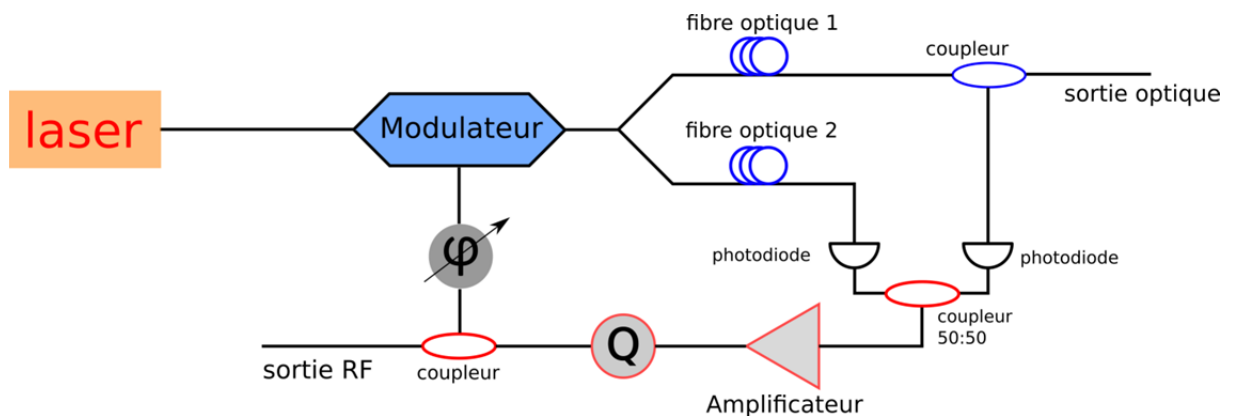 fibre optique 1
coupleur
sortie optique
laser
Modulateur
fibre optique 2
photodiode
photodiode
φ
coupleur
50:50
Q
sortie RF
coupleur
Amplificateur